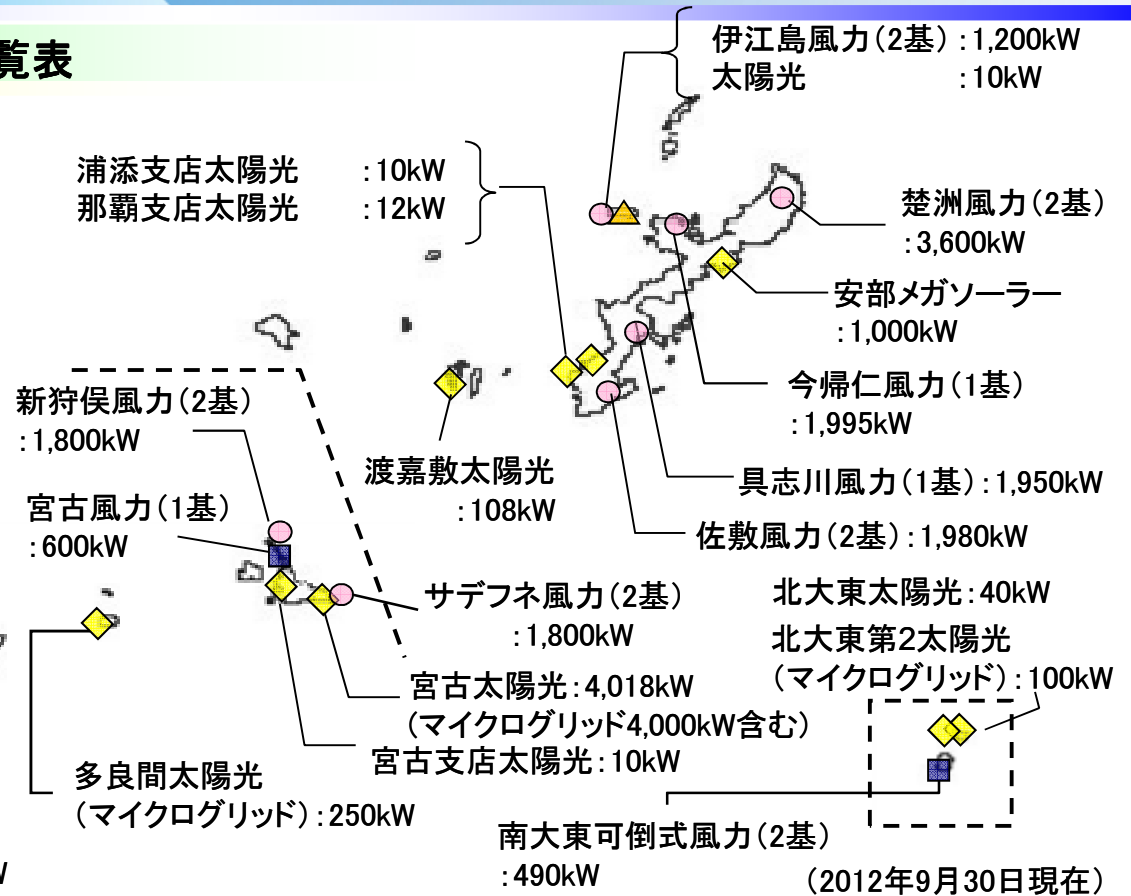 覧表
伊江島風力(2基):1,200kW
太陽光 :10kW
浦添支店太陽光 :10kW
那覇支店太陽光 :12kW
楚洲風力(2基)
:3,600kW
安部メガソーラー
:1,000kW
今帰仁風力(1基)
:1,995kW
新狩俣風力(2基)
:1,800kW
渡嘉敷太陽光
:108kW
具志川風力(1基):1,950kW
宮古風力(1基)
:600kW
佐敷風力(2基):1,980kW
サデフネ風力(2基)
:1,800kW
北大東太陽光:40kW
北大東第2太陽光
(マイクログリッド):100kW
宮古太陽光:4,018kW
(マイクログリッド4,000kW含む)
宮古支店太陽光:10kW
多良間太陽光
(マイクログリッド):250kW
南大東可倒式風力(2基)
:490kW
(2012年9月30日現在)